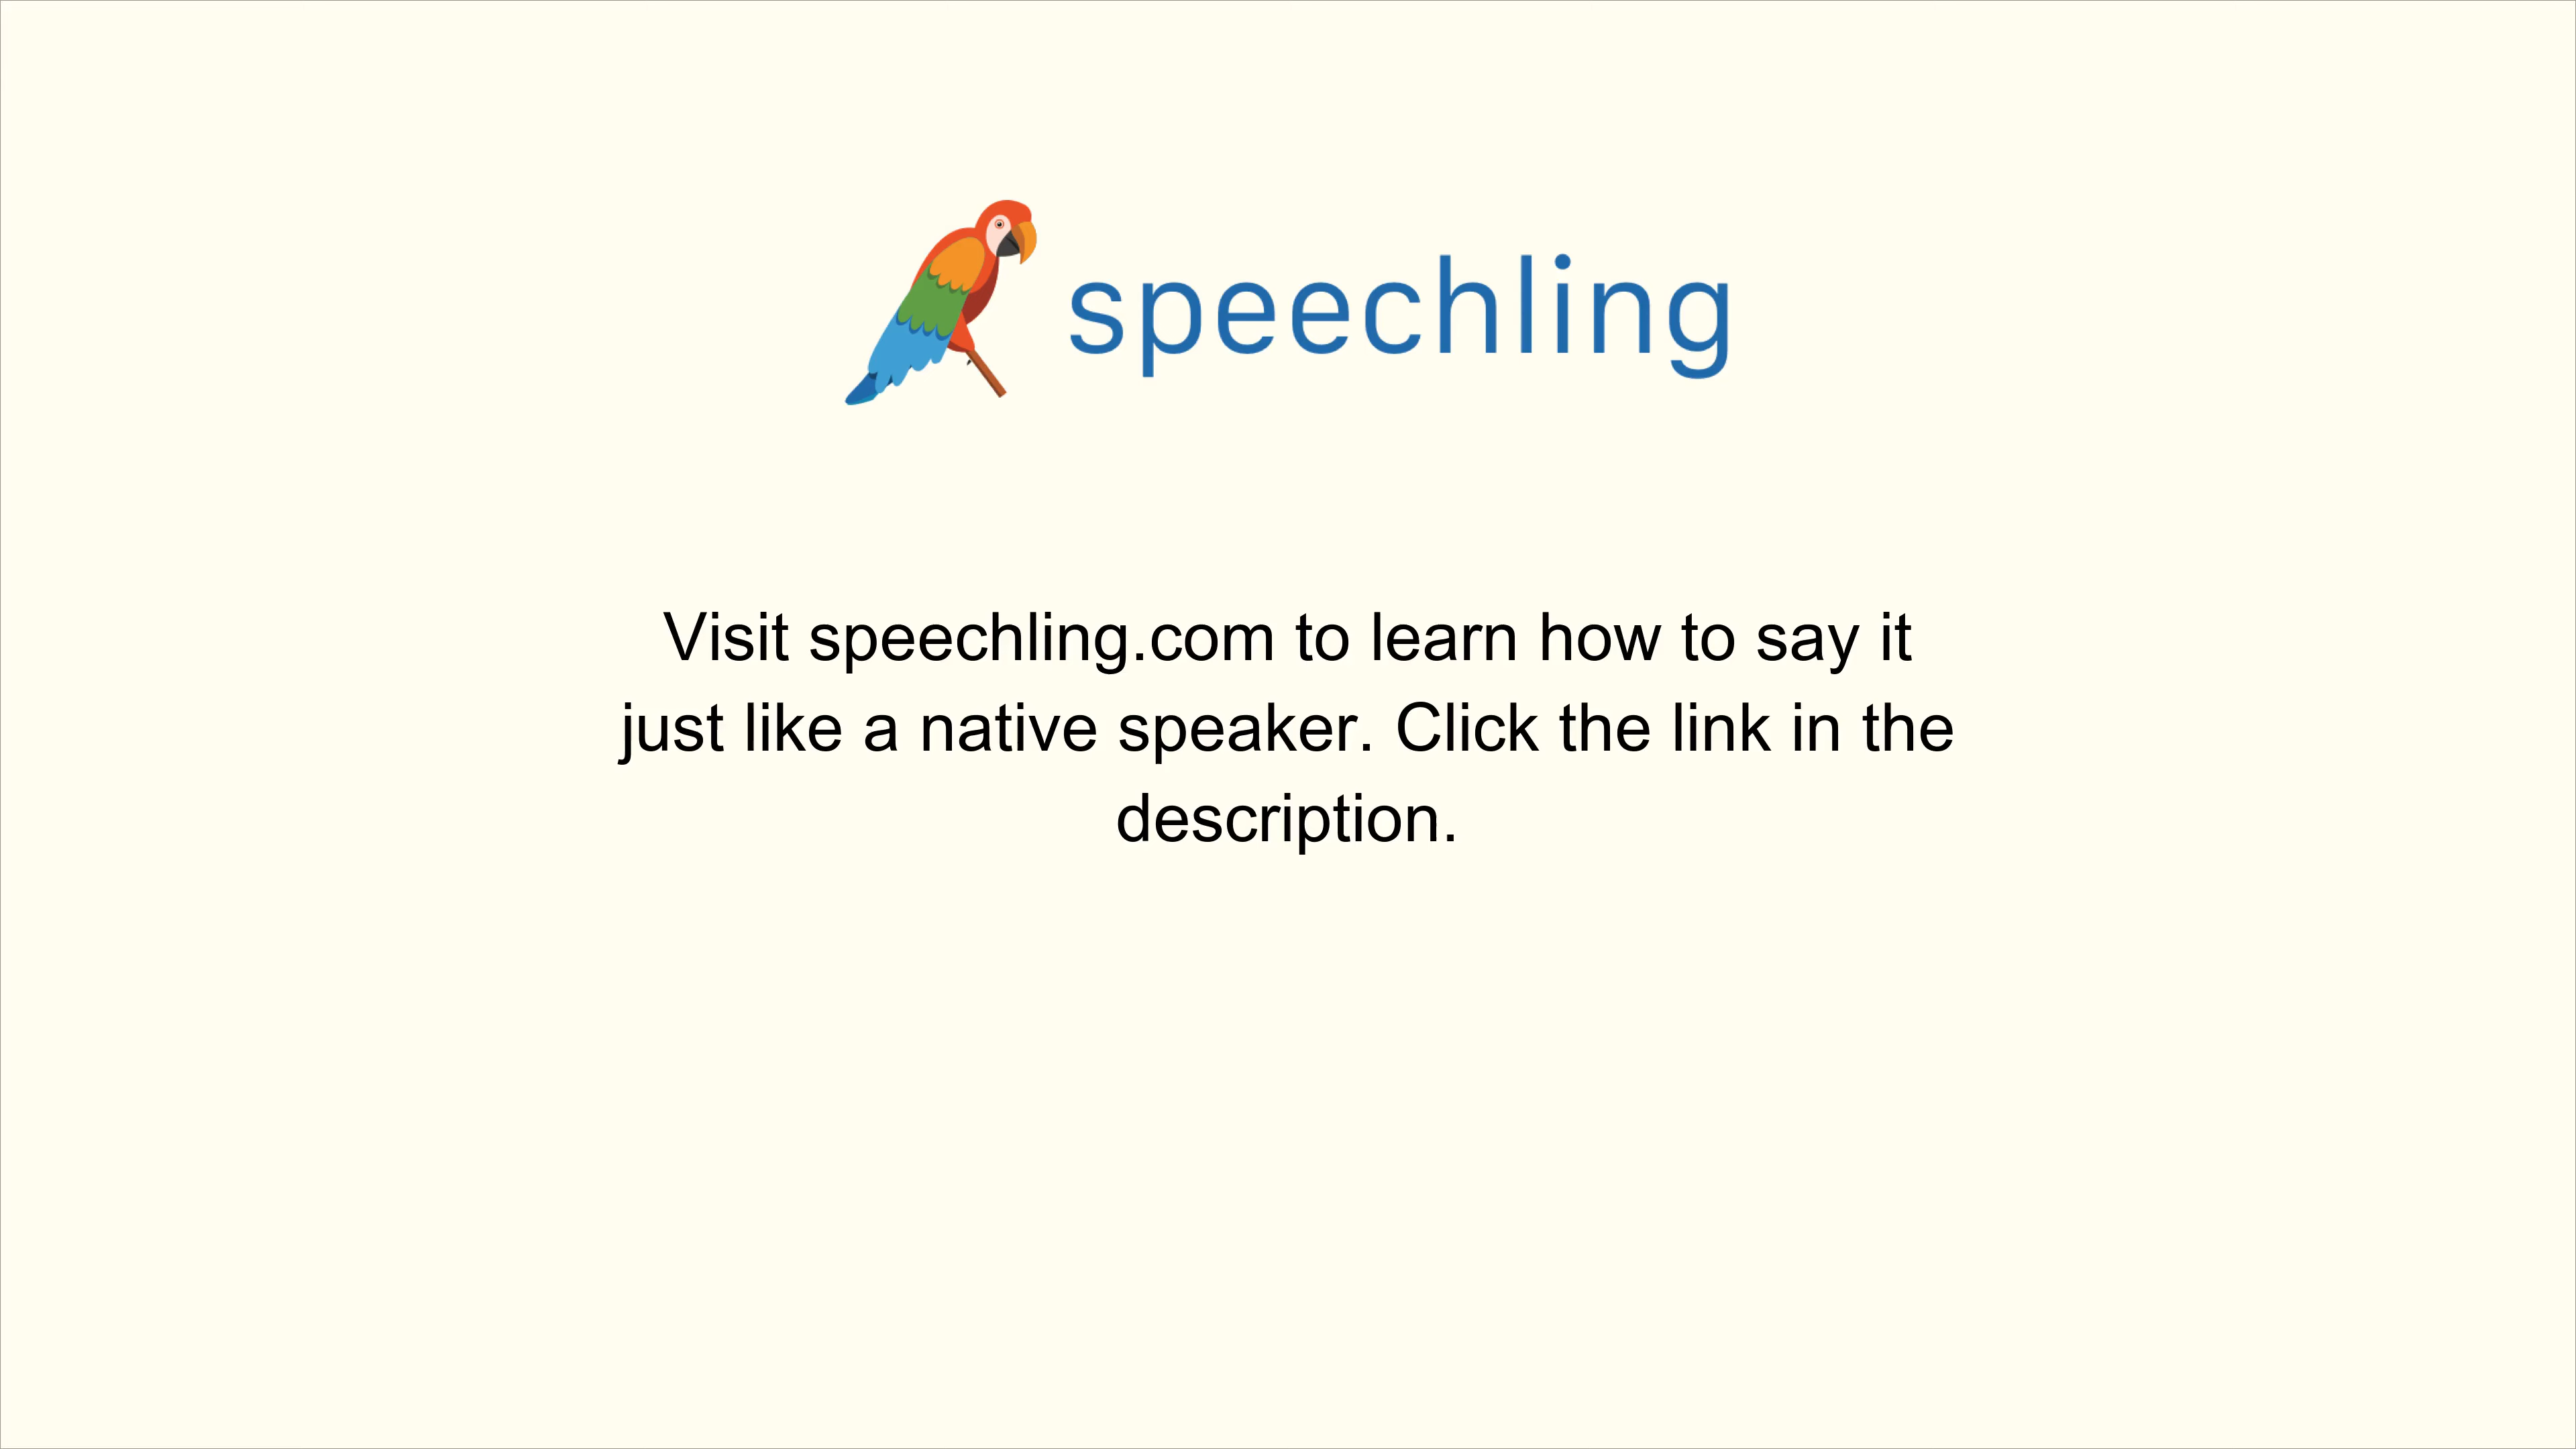 speechling
Visit speechling.com to learn how to say it
just like a native speaker. Click the link in the
description.